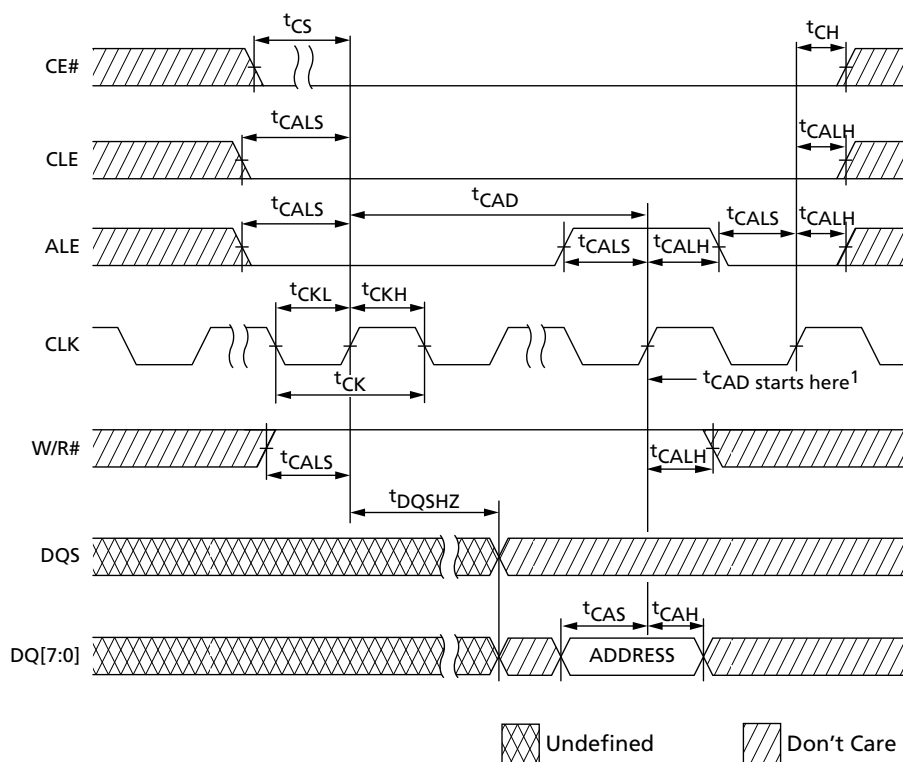 tCS
tCH
CE#
tCALS
tCALH
CLE
tCALS
tCAD
tCALS
tCALH
ALE
tCALS
tCALH
tCKL
tCKH
CLK
tCK
tCAD starts here1
W/R#
tCALS
tCALH
tDQSHZ
DQS
tCAS
tCAH
DQ[7:0]
ADDRESS
Undefined
Don't Care